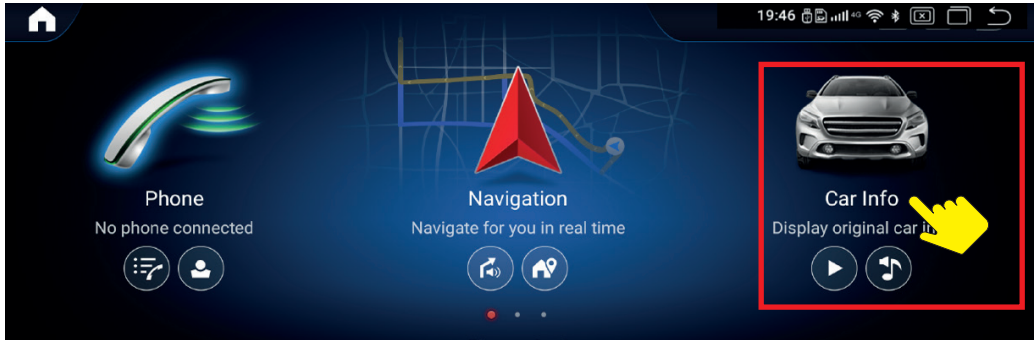 19:46 4G
Phone
No phone connected
Navigation
Navigate for you in real time
Car Info
Display original car in